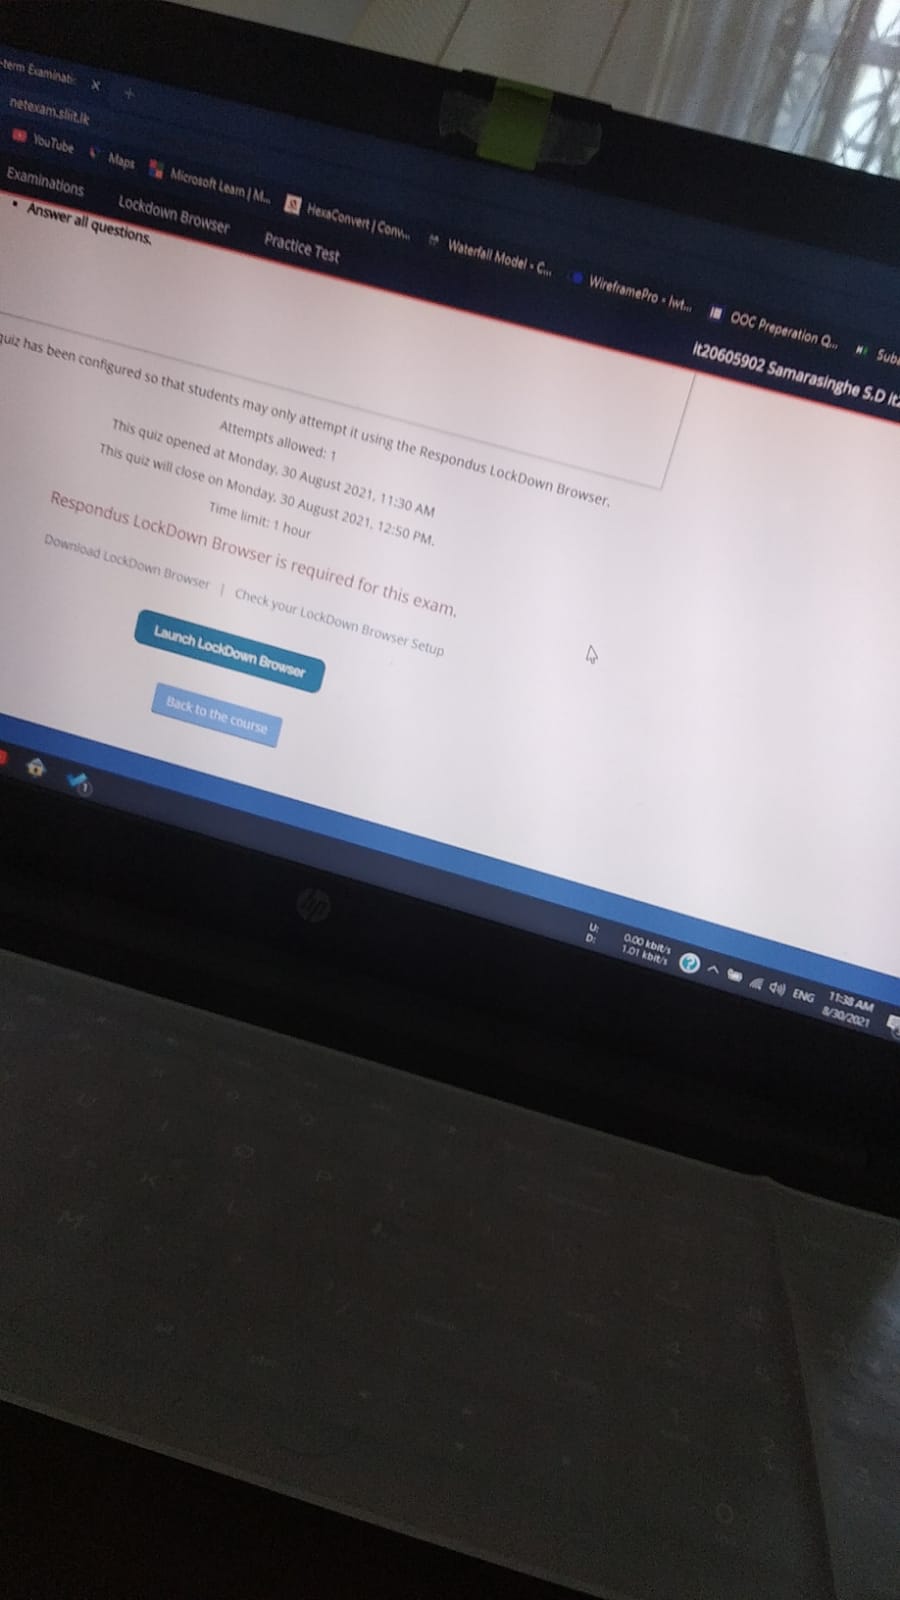 -term Examinati
netexam.sliit.lk
YouTube
Maps
Microsoft Learn | M...
HexaConvert | Conv...
Waterfall Model - C...
WireframePro - lwt...
OOC Preperation Q...
Examinations
Lockdown Browser
Practice Test
it20605902 Samarasinghe S.D
• Answer all questions.
quiz has been configured so that students may only attempt it using the Respondus LockDown Browser.
Attempts allowed: 1
This quiz opened at Monday, 30 August 2021, 11:30 AM
This quiz will close on Monday, 30 August 2021, 12:50 PM.
Time limit: 1 hour
Respondus LockDown Browser is required for this exam.
Download LockDown Browser | Check your LockDown Browser Setup
Launch LockDown Browser
Back to the course
1
hp
U: 0.00 kbit/s
D: 1.01 kbit/s
ENG
11:38 AM
8/30/2021